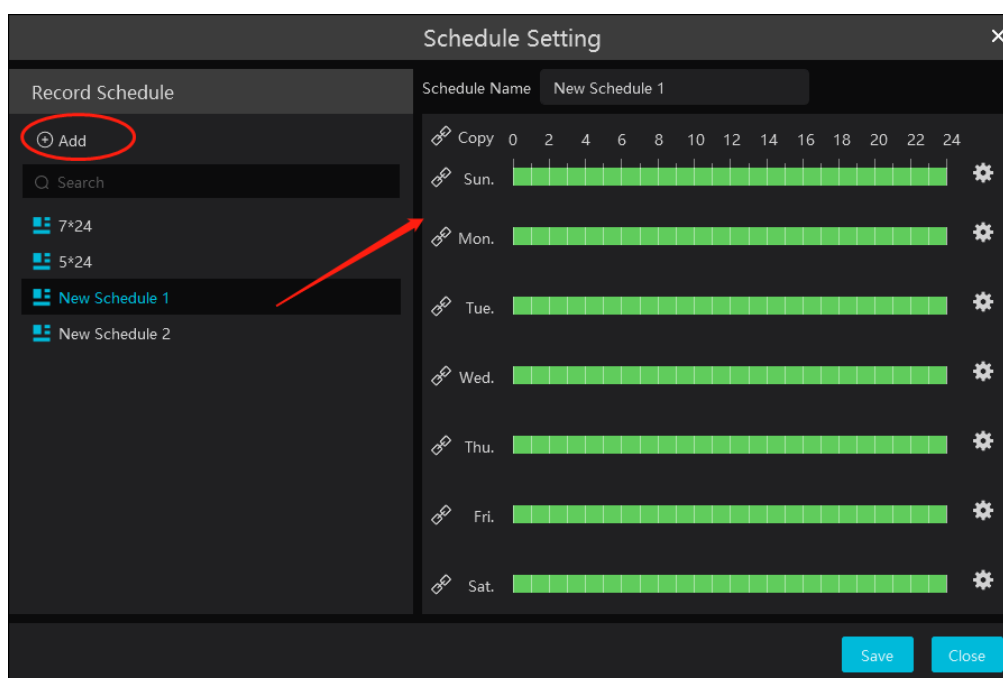 Schedule Setting
Record Schedule
Add
Search
7*24
5*24
New Schedule 1
New Schedule 2
Schedule Name New Schedule 1
Copy 0 2 4 6 8 10 12 14 16 18 20 22 24
Sun.
Mon.
Tue.
Wed.
Thu.
Fri.
Sat.
Save Close